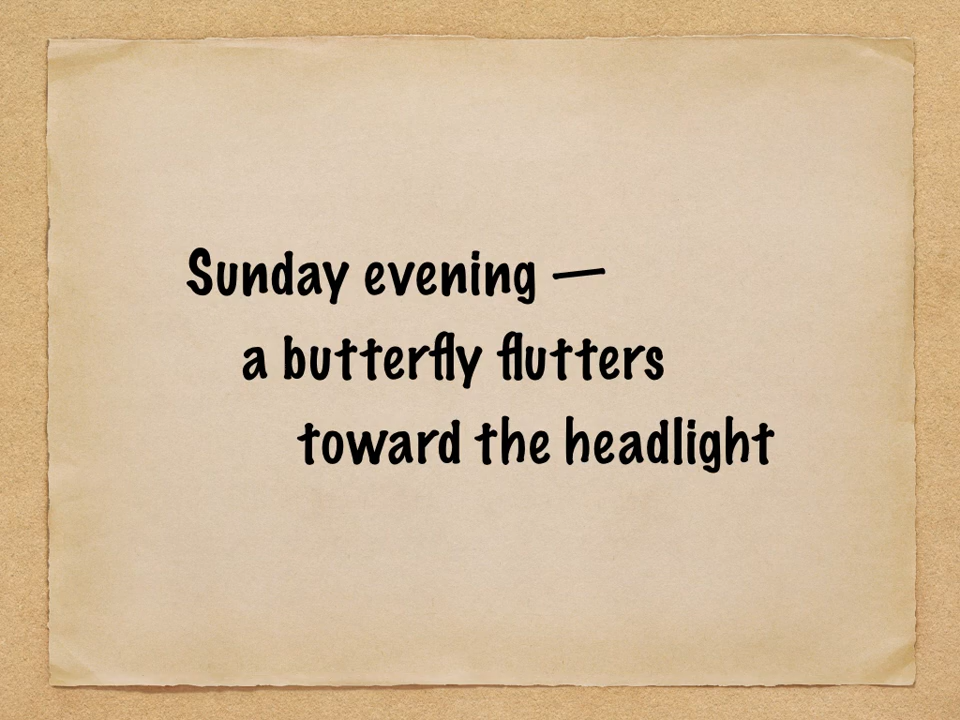 Sunday evening —
a butterfly flutters
toward the headlight